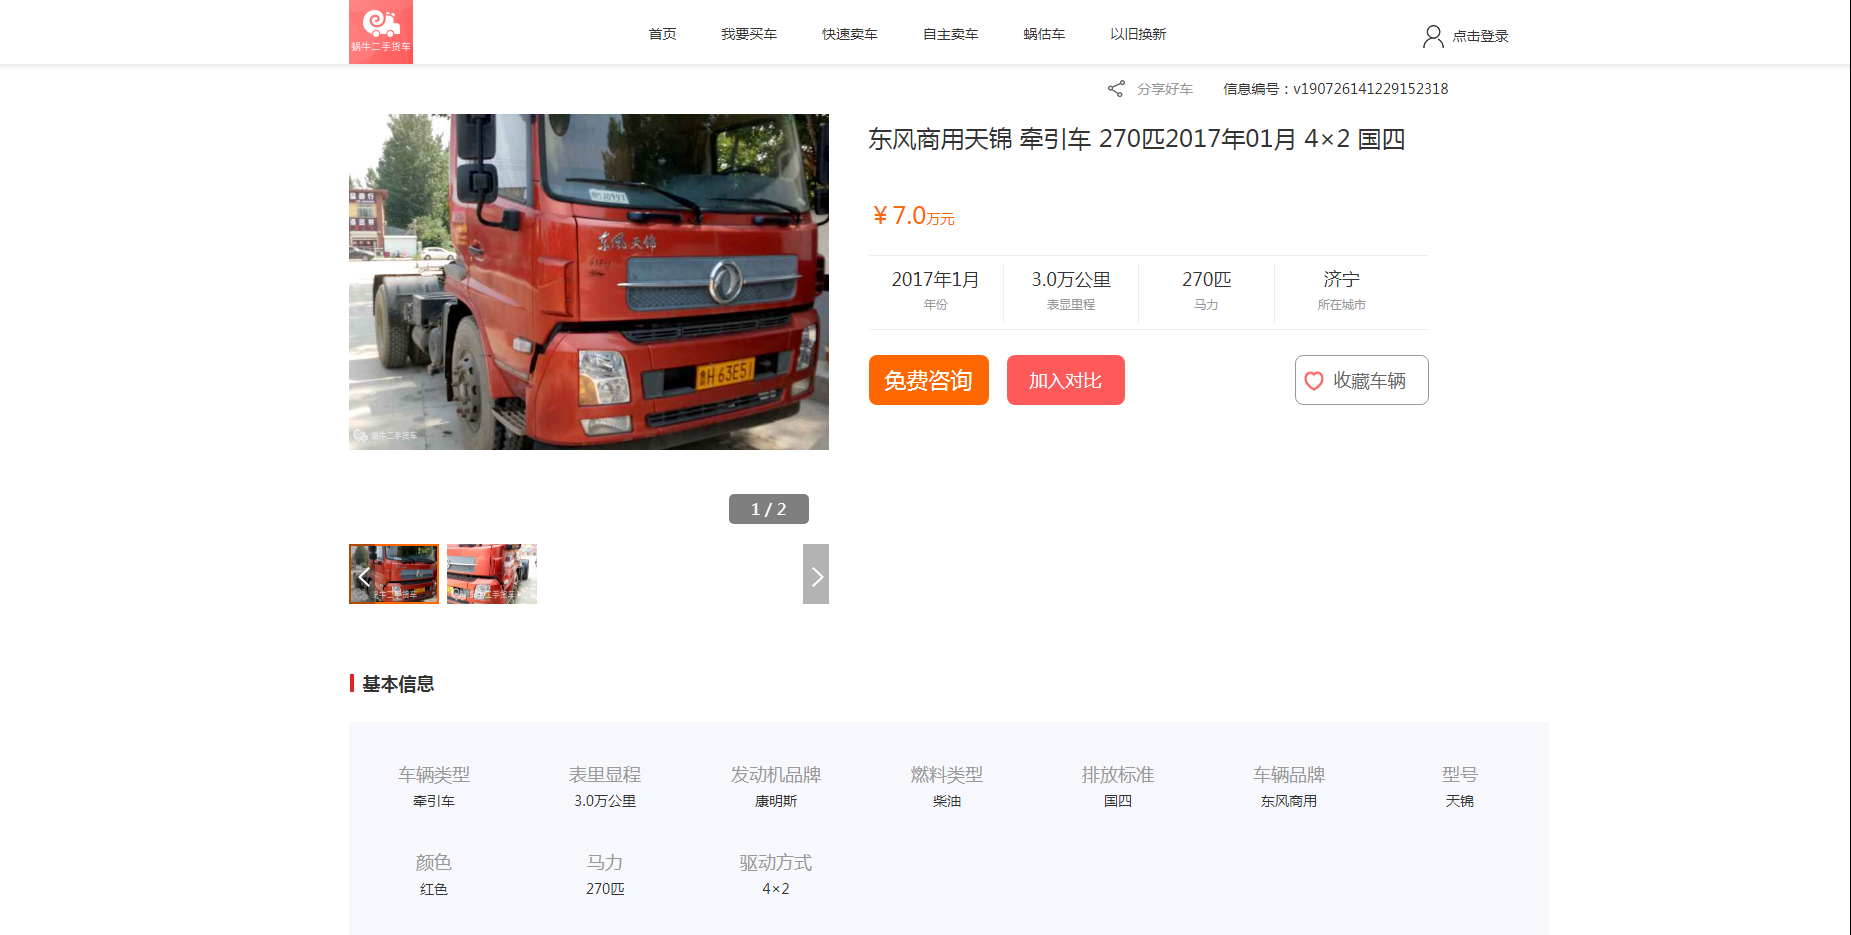 蜗牛二手货车
首页 我要买车 快速卖车 自主卖车 蜗估车 以旧换新
点击登录
分享好车 信息编号：v190726141229152318
东风商用天锦 牵引车 270匹2017年01月 4×2 国四
¥ 7.0万元
2017年1月 3.0万公里 270匹 济宁
年份 表显里程 马力 所在城市
免费咨询 加入对比 收藏车辆
东风天锦
鲁H·63E51
蜗牛二手货车
1 / 2
基本信息
车辆类型 表里显程 发动机品牌 燃料类型 排放标准 车辆品牌 型号
牵引车 3.0万公里 康明斯 柴油 国四 东风商用 天锦
颜色 马力 驱动方式
红色 270匹 4×2